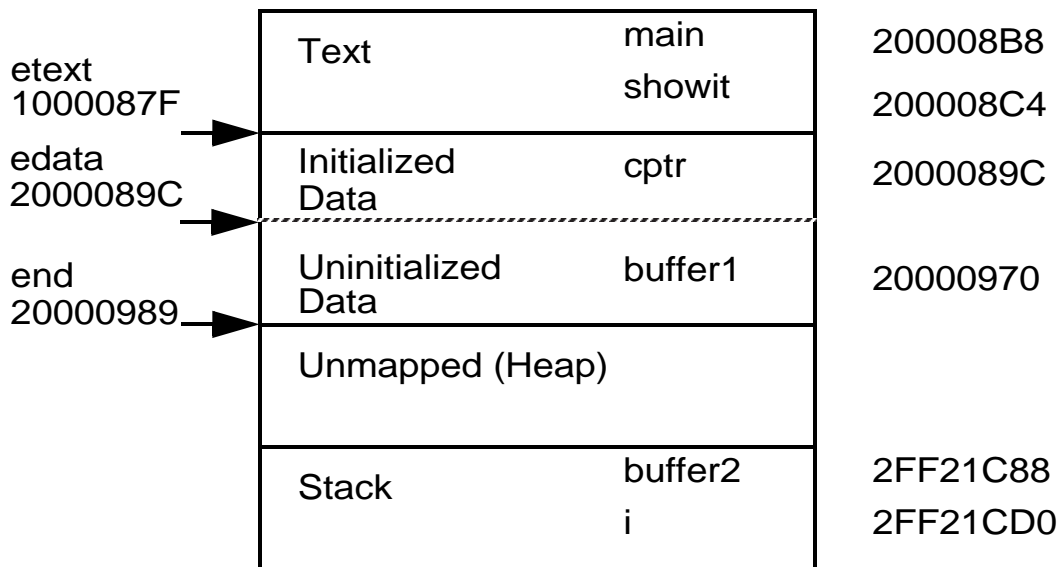 Text main 200008B8
etext
1000087F
showit 200008C4
edata
2000089C
Initialized
Data
cptr 2000089C
end
20000989
Uninitialized
Data
buffer1 20000970
Unmapped (Heap)
Stack buffer2 2FF21C88
i 2FF21CD0